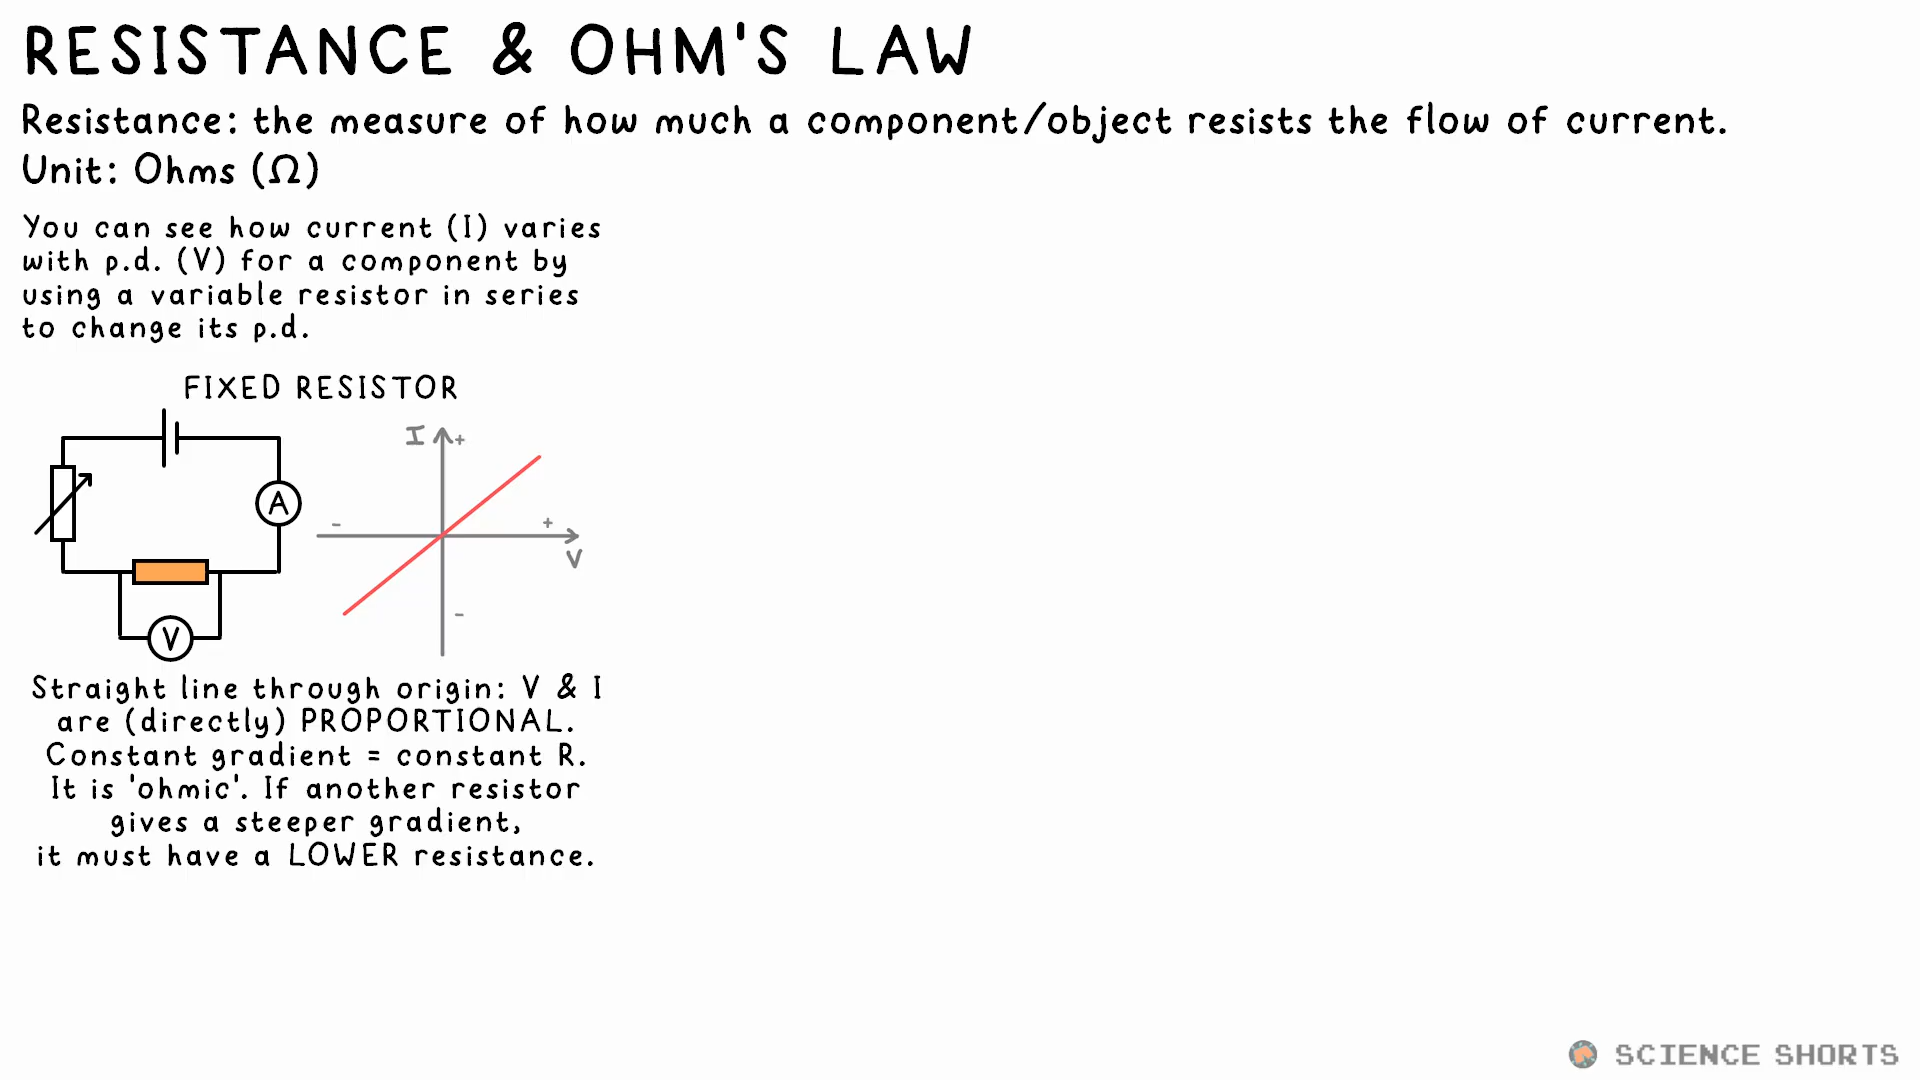 RESISTANCE & OHM'S LAW
Resistance: the measure of how much a component/object resists the flow of current.
Unit: Ohms (Ω)
You can see how current (I) varies
with p.d. (V) for a component by
using a variable resistor in series
to change its p.d.
FIXED RESISTOR
I
+
A
-
+
V
-
V
Straight line through origin: V & I
are (directly) PROPORTIONAL.
Constant gradient = constant R.
It is 'ohmic'. If another resistor
gives a steeper gradient,
it must have a LOWER resistance.
SCIENCE SHORTS